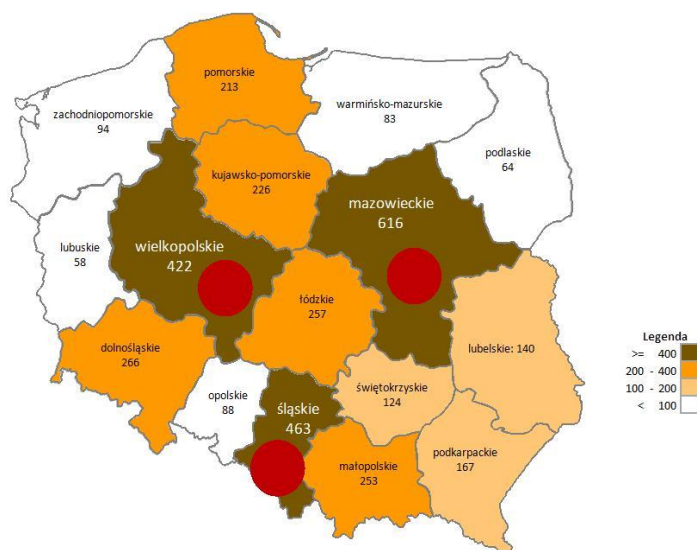 pomorskie
213
zachodniopomorskie
94
warmińsko-mazurskie
83
podlaskie
64
kujawsko-pomorskie
226
mazowieckie
616
wielkopolskie
422
lubuskie
58
łódzkie
257
dolnośląskie
266
lubelskie: 140
Legenda
>= 400
200 - 400
100 - 200
< 100
opolskie
88
śląskie
463
świętokrzyskie
124
małopolskie
253
podkarpackie
167